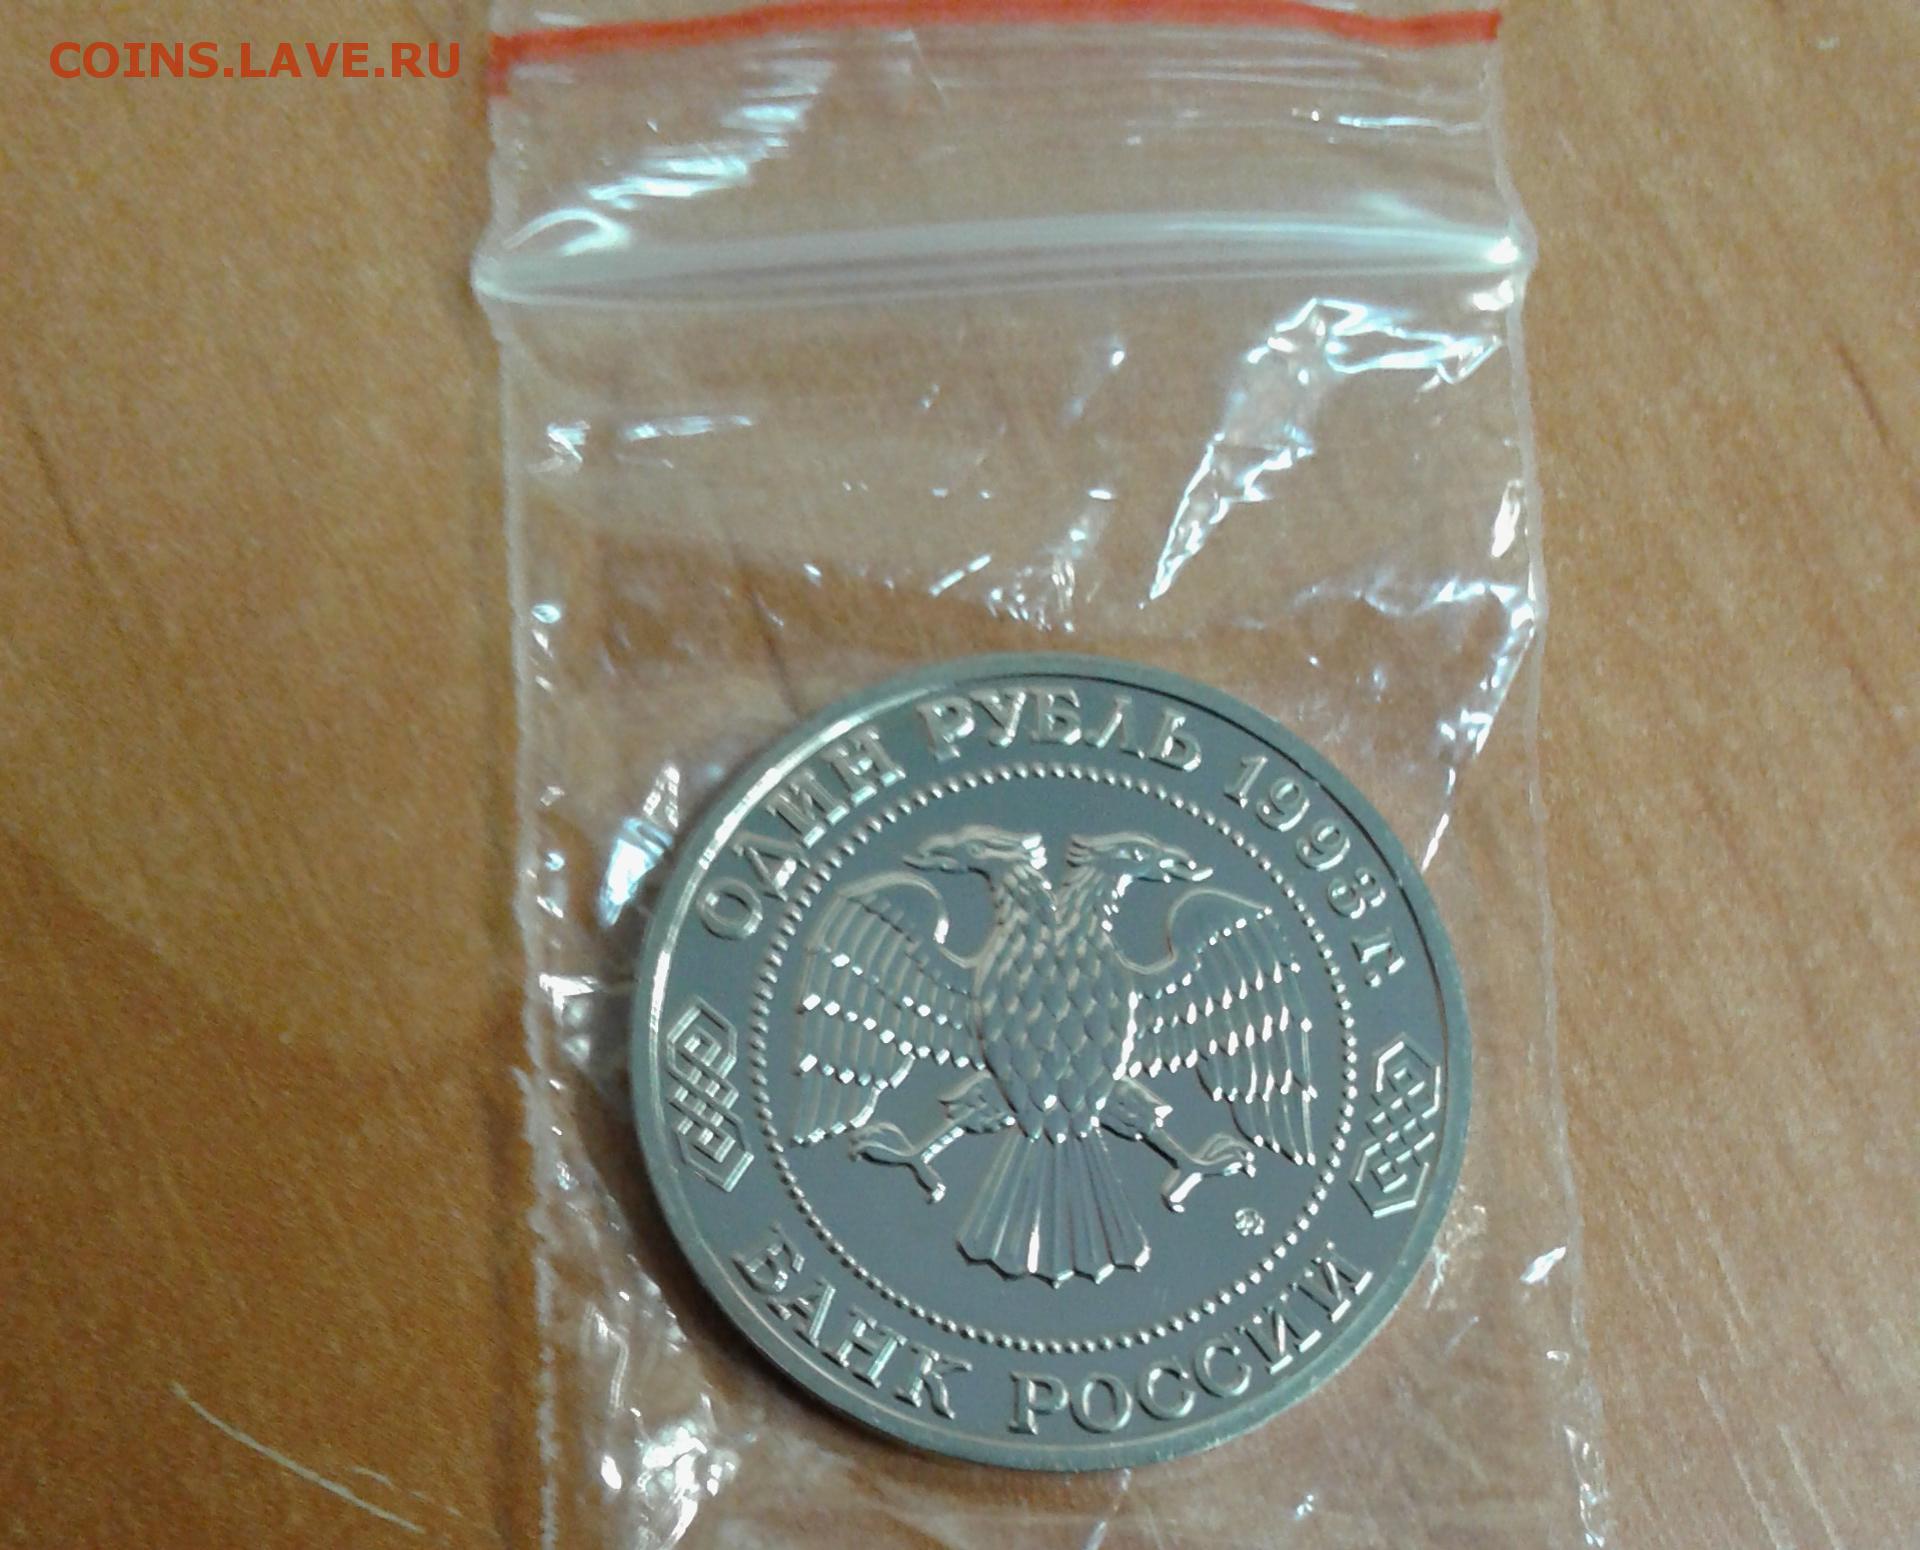 COINS.LAVE.RU
ОДИН РУБЛЬ 1993 г.
БАНК РОССИИ